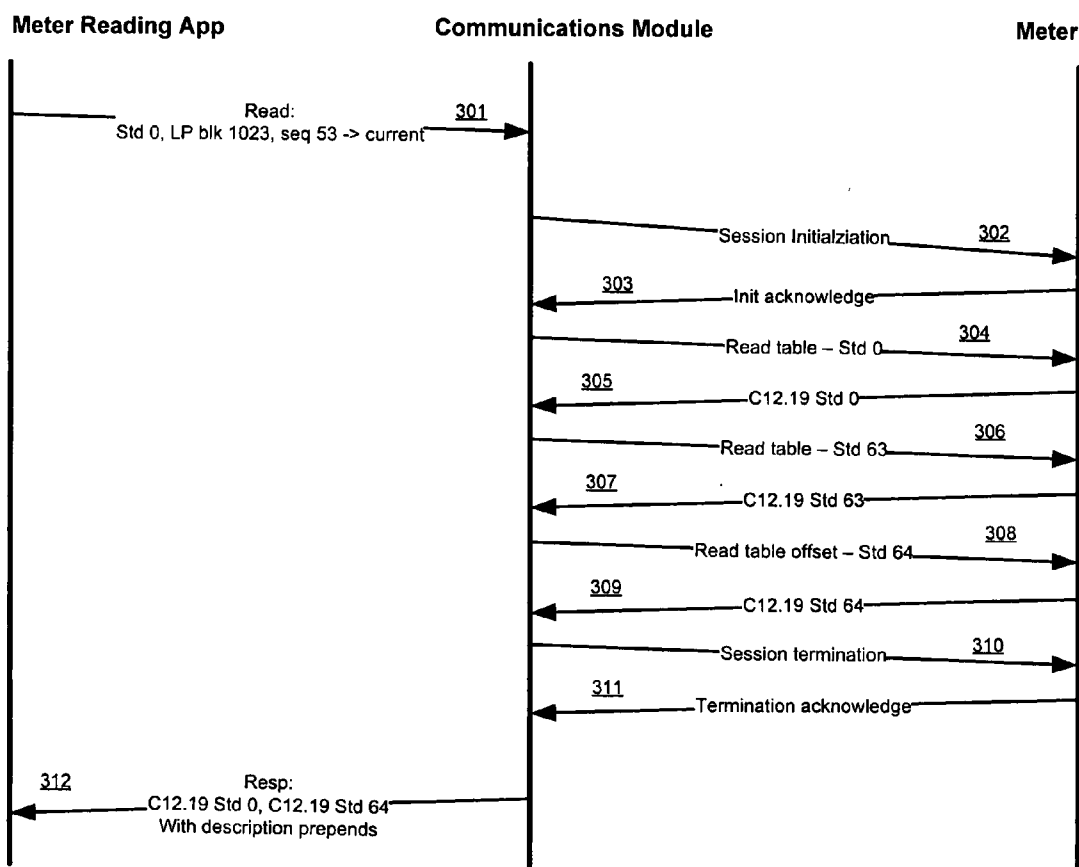 Meter Reading App Communications Module Meter
Read: 301
Std 0, LP blk 1023, seq 53 -> current
Session Initialziation 302
303 Init acknowledge
Read table – Std 0 304
305 C12.19 Std 0
Read table – Std 63 306
307 C12.19 Std 63
Read table offset – Std 64 308
309 C12.19 Std 64
Session termination 310
311 Termination acknowledge
312 Resp:
C12.19 Std 0, C12.19 Std 64
With description prepends